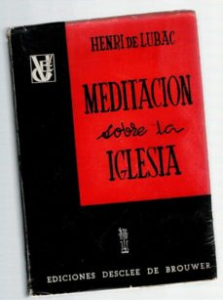 HENRI DE LUBAC
MEDITACION
sobre la
IGLESIA
EDICIONES DESCLEE DE BROUWER